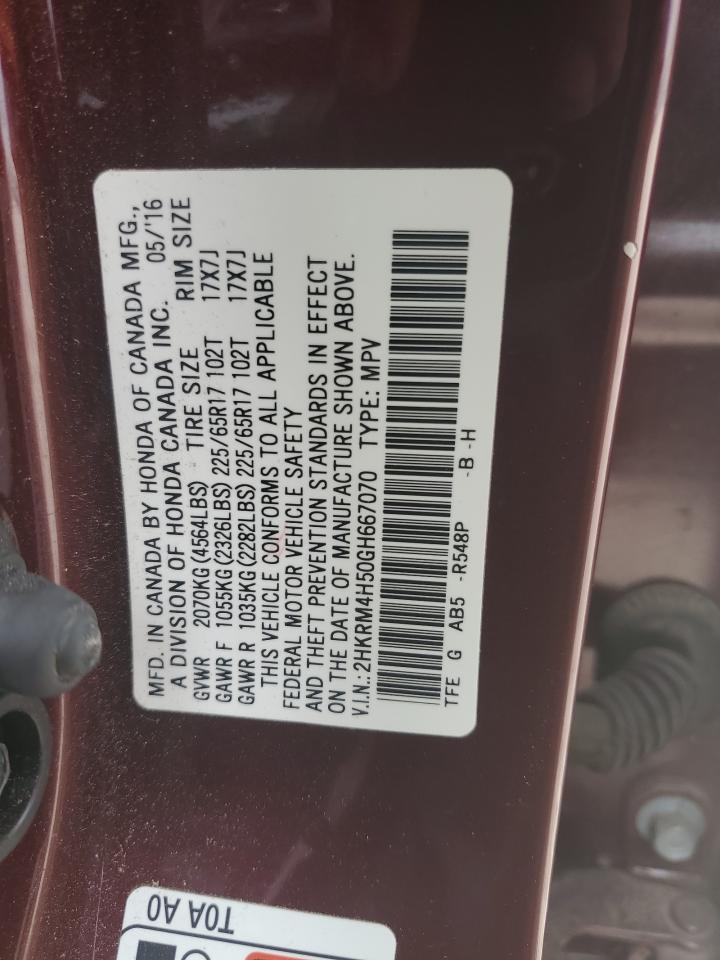 MFD. IN CANADA BY HONDA OF CANADA MFG.,
A DIVISION OF HONDA CANADA INC. 05/'16
GVWR 2070KG (4564LBS) TIRE SIZE RIM SIZE
GAWR F 1055KG (2326LBS) 225/65R17 102T 17X7J
GAWR R 1035KG (2282LBS) 225/65R17 102T 17X7J
THIS VEHICLE CONFORMS TO ALL APPLICABLE
FEDERAL MOTOR VEHICLE SAFETY
AND THEFT PREVENTION STANDARDS IN EFFECT
ON THE DATE OF MANUFACTURE SHOWN ABOVE.
V.I.N.: 2HKRM4H50GH667070 TYPE: MPV
TFE G AB5 -R548P -B -H
T0A A0